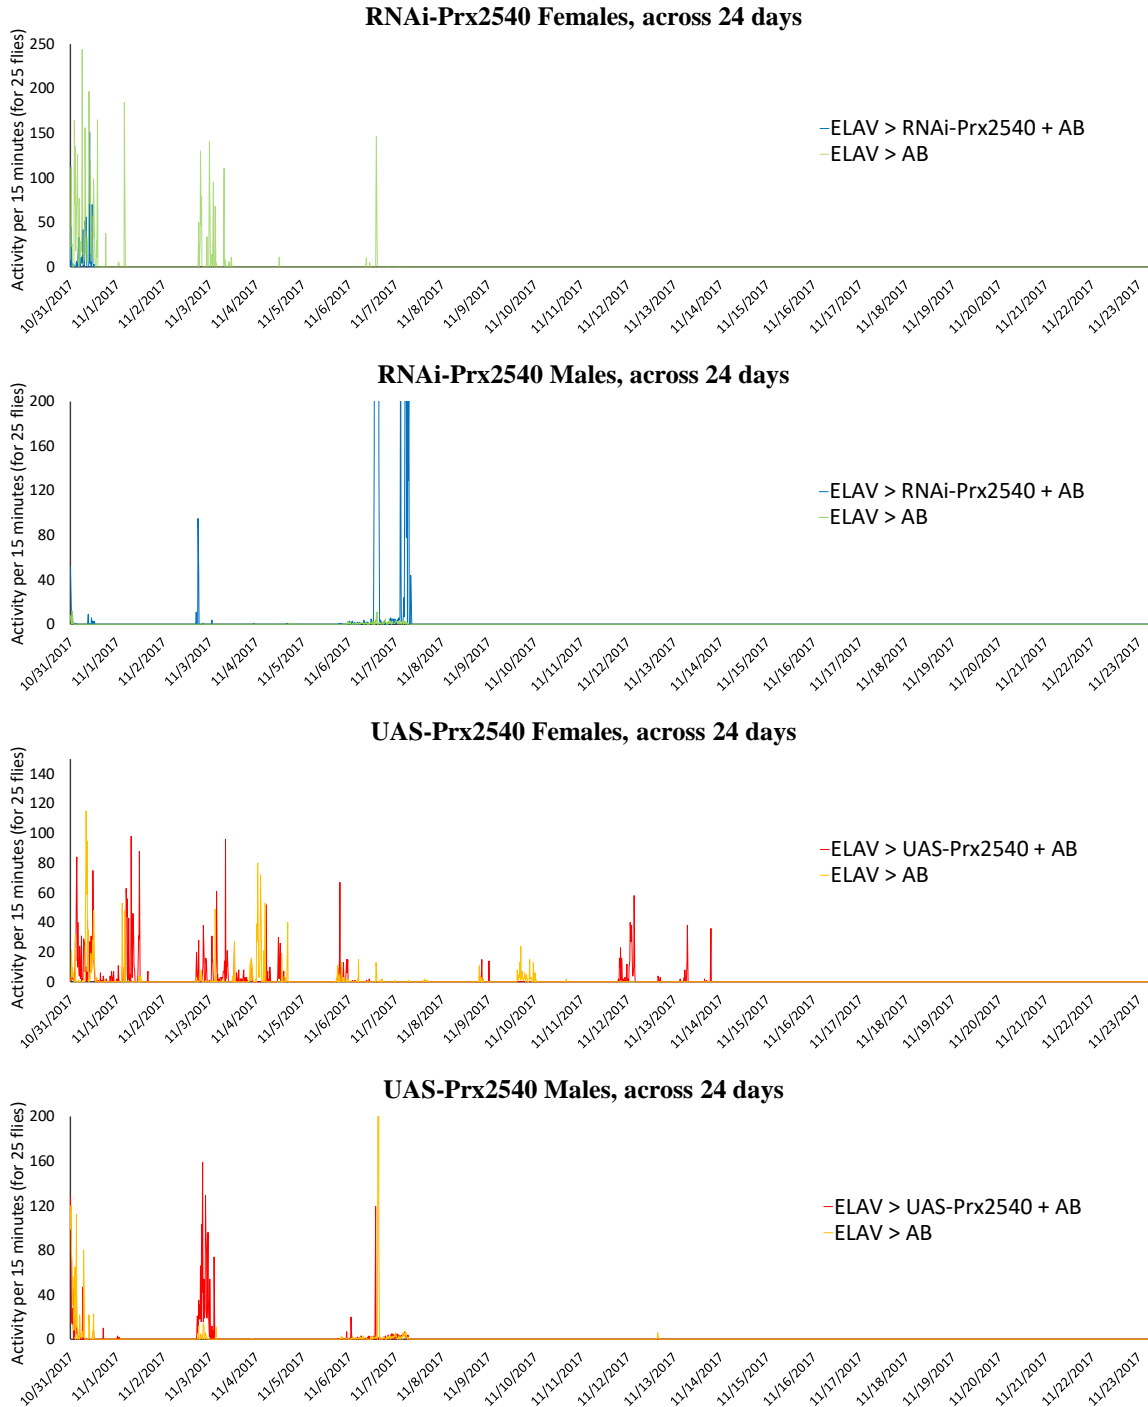 RNAi-Prx2540 Females, across 24 days
Activity per 15 minutes (for 25 flies)
250
200
150
100
50
0
ELAV > RNAi-Prx2540 + AB
ELAV > AB
10/31/2017 11/1/2017 11/2/2017 11/3/2017 11/4/2017 11/5/2017 11/6/2017 11/7/2017 11/8/2017 11/9/2017 11/10/2017 11/11/2017 11/12/2017 11/13/2017 11/14/2017 11/15/2017 11/16/2017 11/17/2017 11/18/2017 11/19/2017 11/20/2017 11/21/2017 11/22/2017 11/23/2017
RNAi-Prx2540 Males, across 24 days
Activity per 15 minutes (for 25 flies)
200
160
120
80
40
0
ELAV > RNAi-Prx2540 + AB
ELAV > AB
10/31/2017 11/1/2017 11/2/2017 11/3/2017 11/4/2017 11/5/2017 11/6/2017 11/7/2017 11/8/2017 11/9/2017 11/10/2017 11/11/2017 11/12/2017 11/13/2017 11/14/2017 11/15/2017 11/16/2017 11/17/2017 11/18/2017 11/19/2017 11/20/2017 11/21/2017 11/22/2017 11/23/2017
UAS-Prx2540 Females, across 24 days
Activity per 15 minutes (for 25 flies)
140
120
100
80
60
40
20
0
ELAV > UAS-Prx2540 + AB
ELAV > AB
10/31/2017 11/1/2017 11/2/2017 11/3/2017 11/4/2017 11/5/2017 11/6/2017 11/7/2017 11/8/2017 11/9/2017 11/10/2017 11/11/2017 11/12/2017 11/13/2017 11/14/2017 11/15/2017 11/16/2017 11/17/2017 11/18/2017 11/19/2017 11/20/2017 11/21/2017 11/22/2017 11/23/2017
UAS-Prx2540 Males, across 24 days
Activity per 15 minutes (for 25 flies)
200
160
120
80
40
0
ELAV > UAS-Prx2540 + AB
ELAV > AB
10/31/2017 11/1/2017 11/2/2017 11/3/2017 11/4/2017 11/5/2017 11/6/2017 11/7/2017 11/8/2017 11/9/2017 11/10/2017 11/11/2017 11/12/2017 11/13/2017 11/14/2017 11/15/2017 11/16/2017 11/17/2017 11/18/2017 11/19/2017 11/20/2017 11/21/2017 11/22/2017 11/23/2017